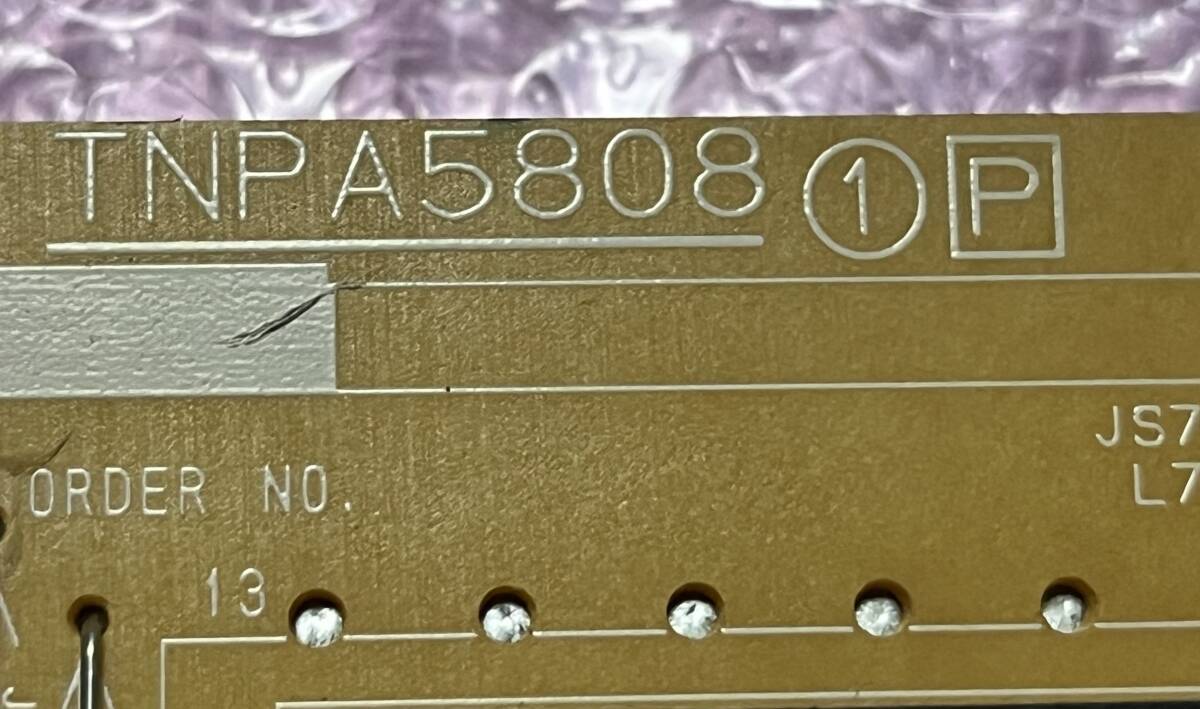 TNPA5808 ① P
JS7
ORDER NO.
L7
13